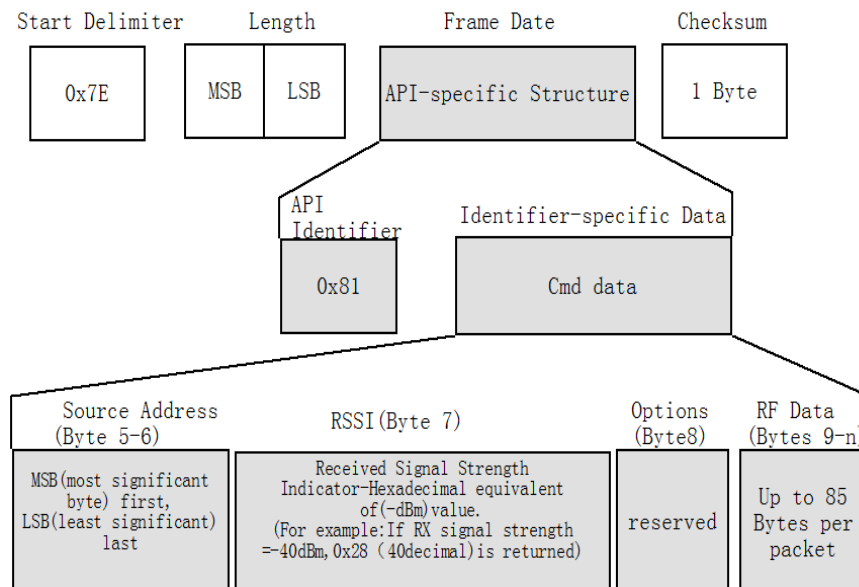 Start Delimiter
Length
Frame Date
Checksum
0x7E
MSB
LSB
API-specific Structure
1 Byte
API
Identifier
Identifier-specific Data
0x81
Cmd data
Source Address
(Byte 5-6)
RSSI(Byte 7)
Options
(Byte8)
RF Data
(Bytes 9-n)
MSB(most significant
byte) first,
LSB(least significant)
last
Received Signal Strength
Indicator-Hexadecimal equivalent
of(-dBm)value.
(For example:If RX signal strength
=-40dBm,0x28 (40decimal)is returned)
reserved
Up to 85
Bytes per
packet